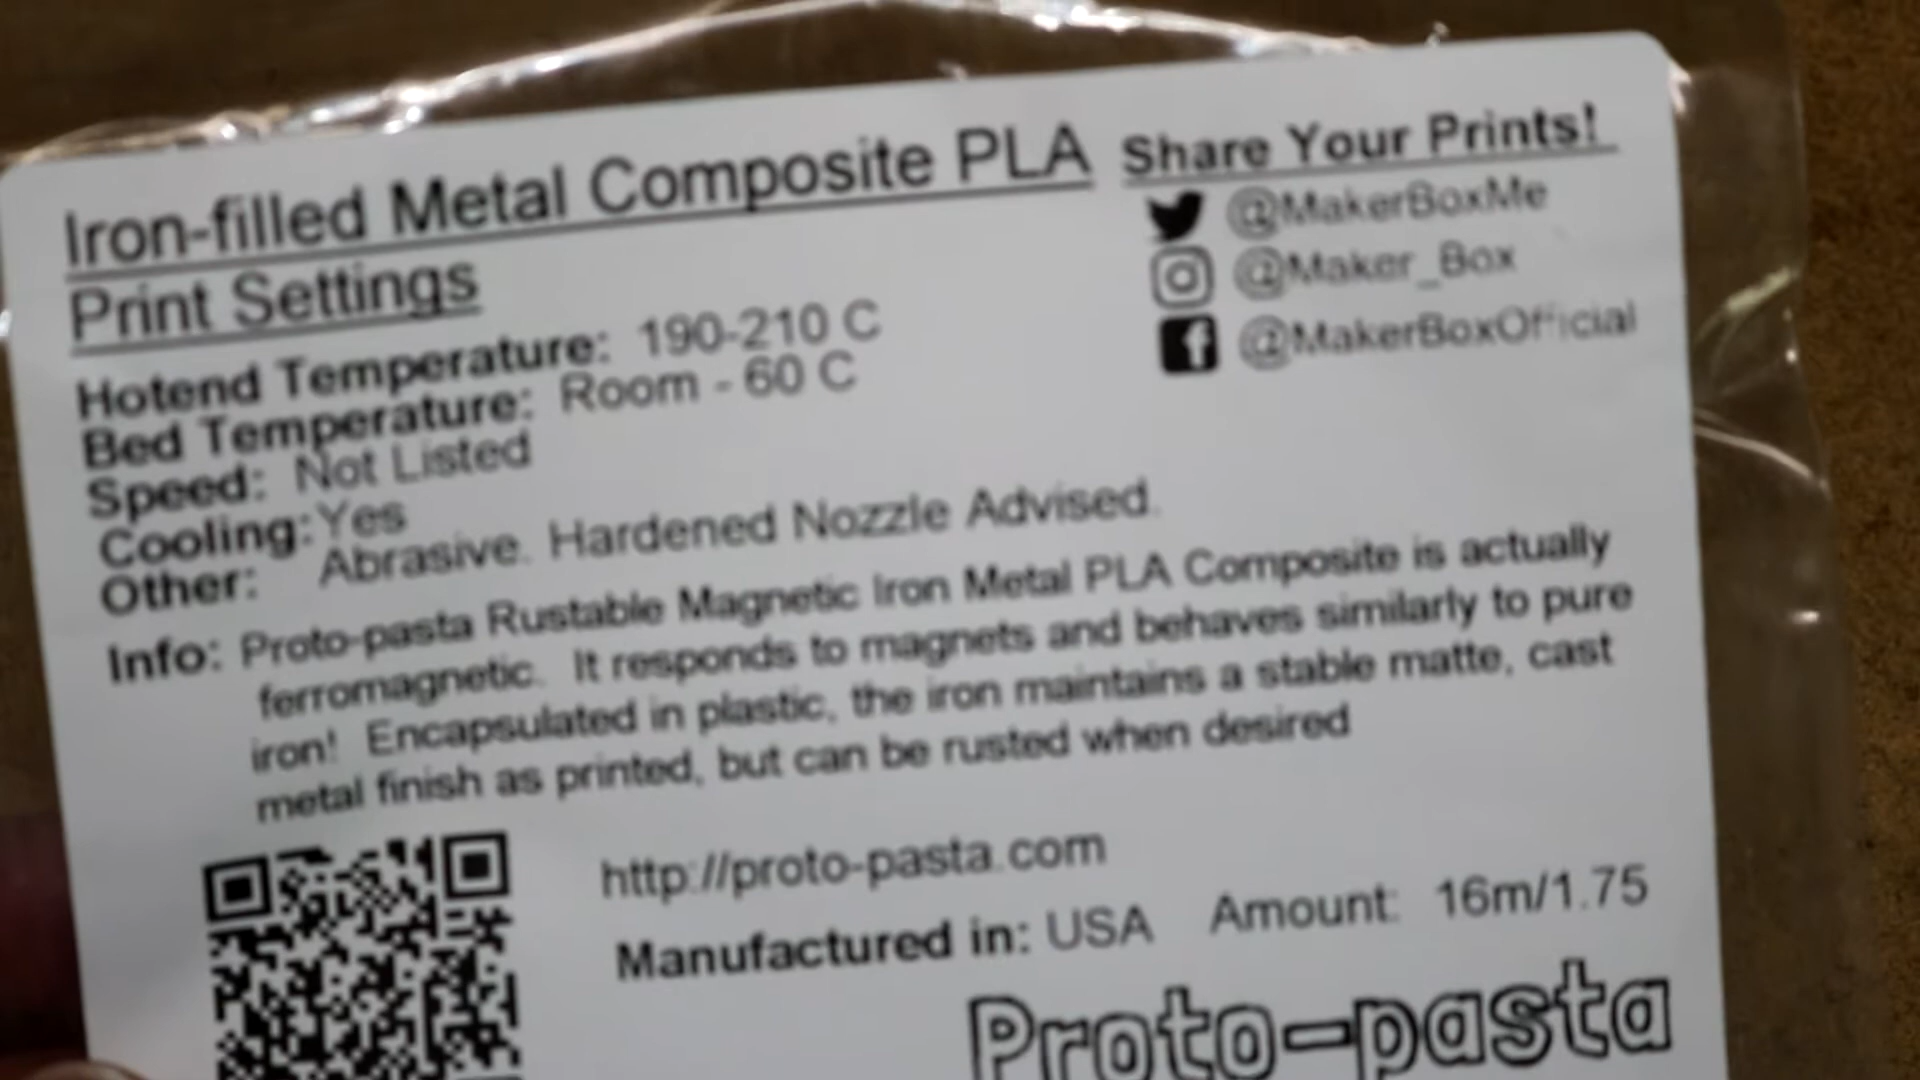 Iron-filled Metal Composite PLA
Print Settings
Hotend Temperature: 190-210 C
Bed Temperature: Room - 60 C
Speed: Not Listed
Cooling: Yes
Other: Abrasive. Hardened Nozzle Advised.
Share Your Prints!
@MakerBoxMe
@Maker_Box
@MakerBoxOfficial
Info: Proto-pasta Rustable Magnetic Iron Metal PLA Composite is actually
ferromagnetic. It responds to magnets and behaves similarly to pure
iron! Encapsulated in plastic, the iron maintains a stable matte, cast
metal finish as printed, but can be rusted when desired
http://proto-pasta.com
Manufactured in: USA Amount: 16m/1.75
Proto-pasta